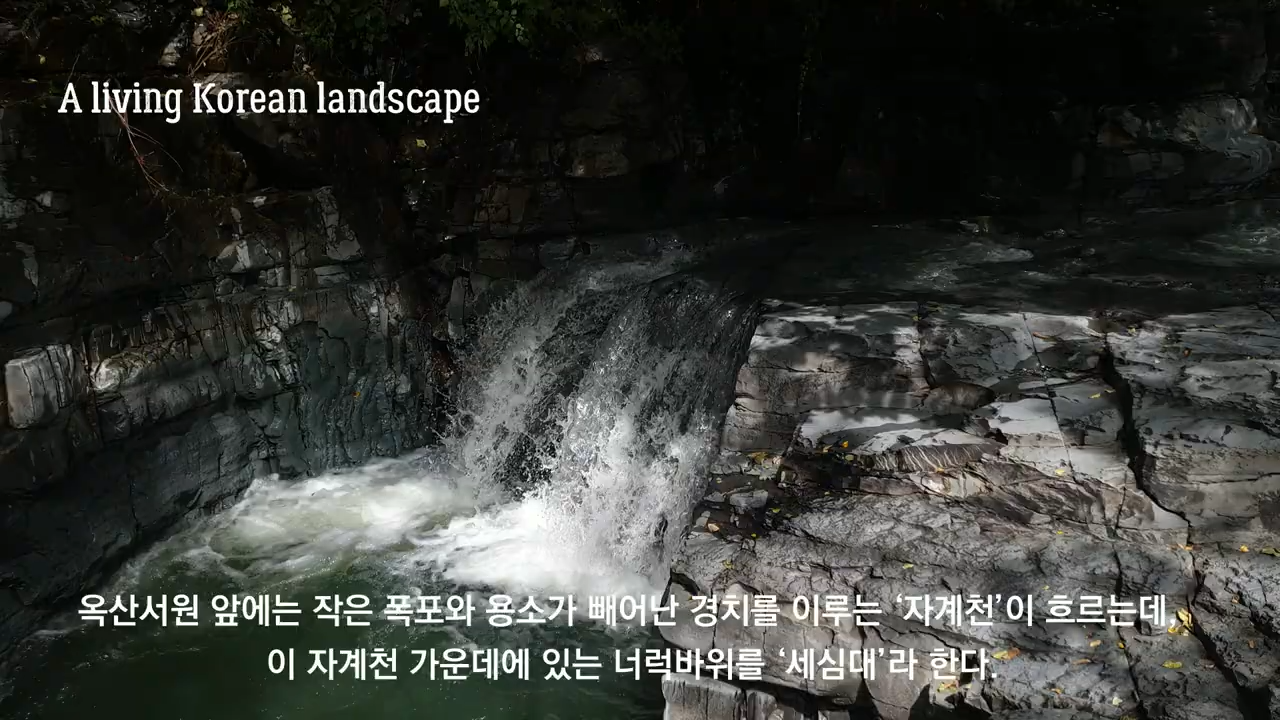 A living Korean landscape
옥산서원 앞에는 작은 폭포와 용소가 빼어난 경치를 이루는 ‘자계천’이 흐르는데,
이 자계천 가운데에 있는 너럭바위를 ‘세심대’라 한다.